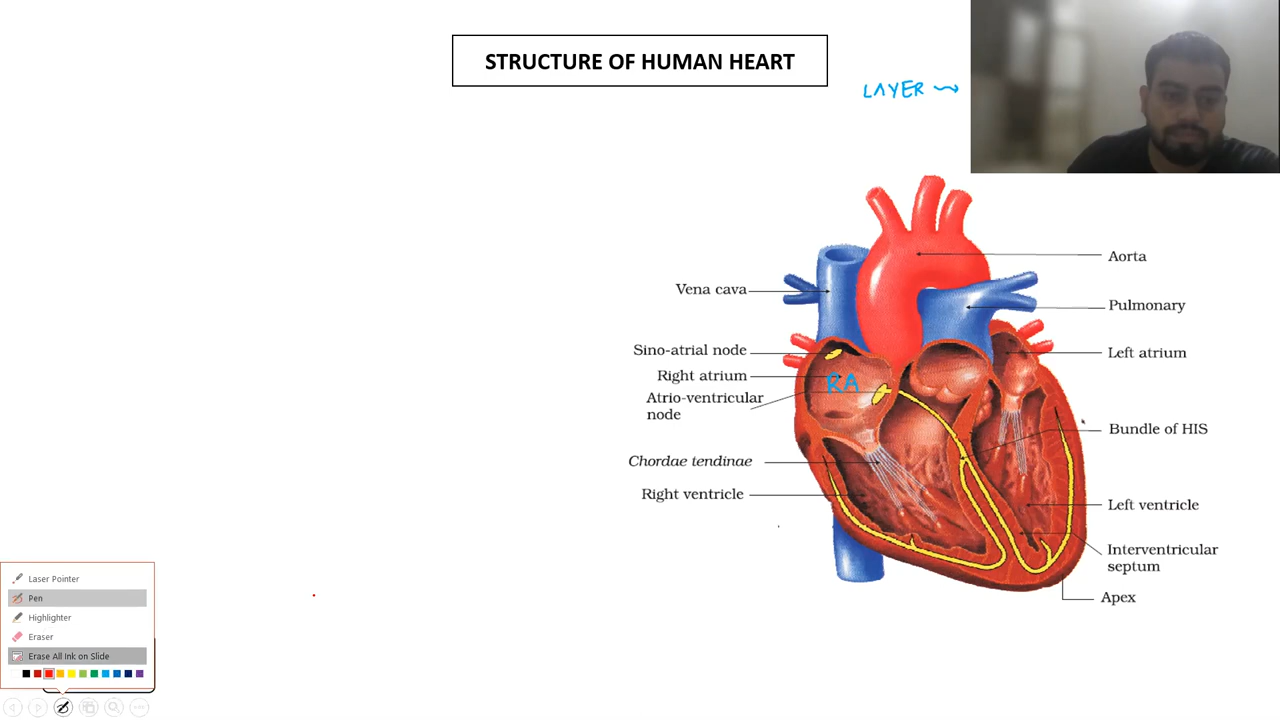 STRUCTURE OF HUMAN HEART
LAYER
Aorta
Vena cava
Pulmonary
Sino-atrial node
Left atrium
Right atrium
RA
Atrio-ventricular
node
Bundle of HIS
Chordae tendinae
Right ventricle
Left ventricle
Interventricular
septum
Apex
Laser Pointer
Pen
Highlighter
Eraser
Erase All Ink on Slide